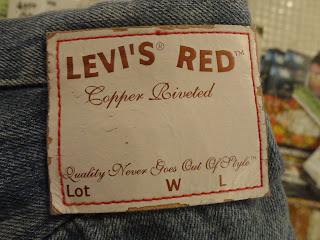 LEVI'S® RED™
Copper Riveted
Quality Never Goes Out Of Style™
Lot W L